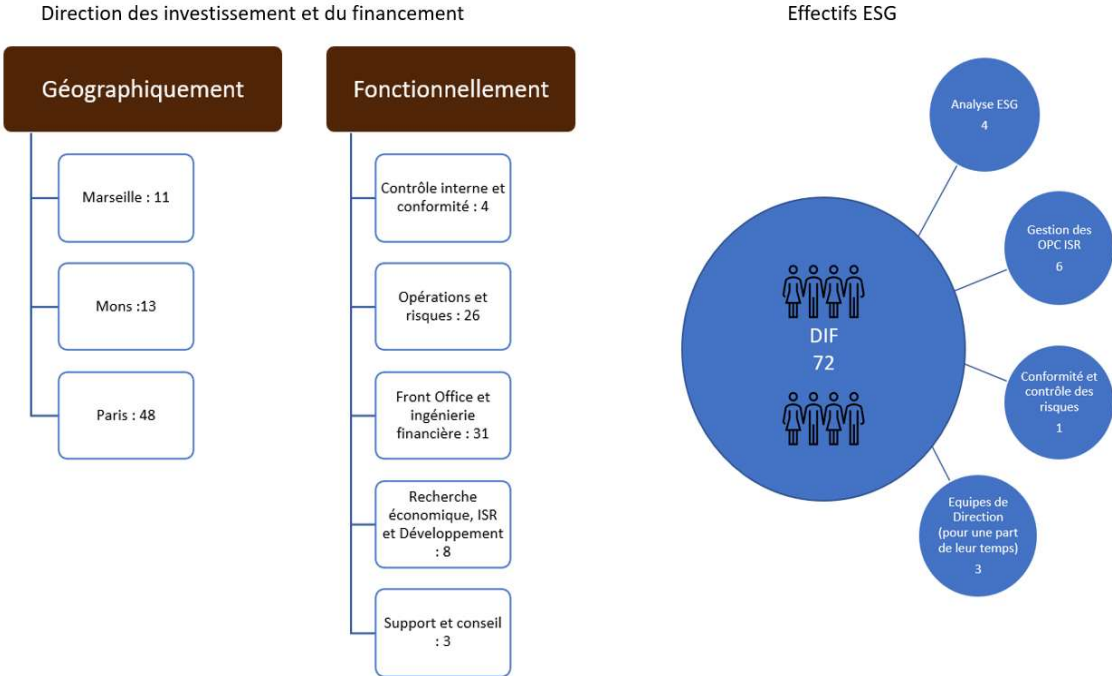 Direction des investissement et du financement
Effectifs ESG
Géographiquement
Marseille : 11
Mons :13
Paris : 48
Fonctionnellement
Contrôle interne et
conformité : 4
Opérations et
risques : 26
Front Office et
ingénierie
financière : 31
Recherche
économique, ISR
et Développement
: 8
Support et conseil
: 3
DIF
72
Analyse ESG
4
Gestion des
OPC ISR
6
Conformité et
contrôle des
risques
1
Equipes de
Direction
(pour une part
de leur temps)
3